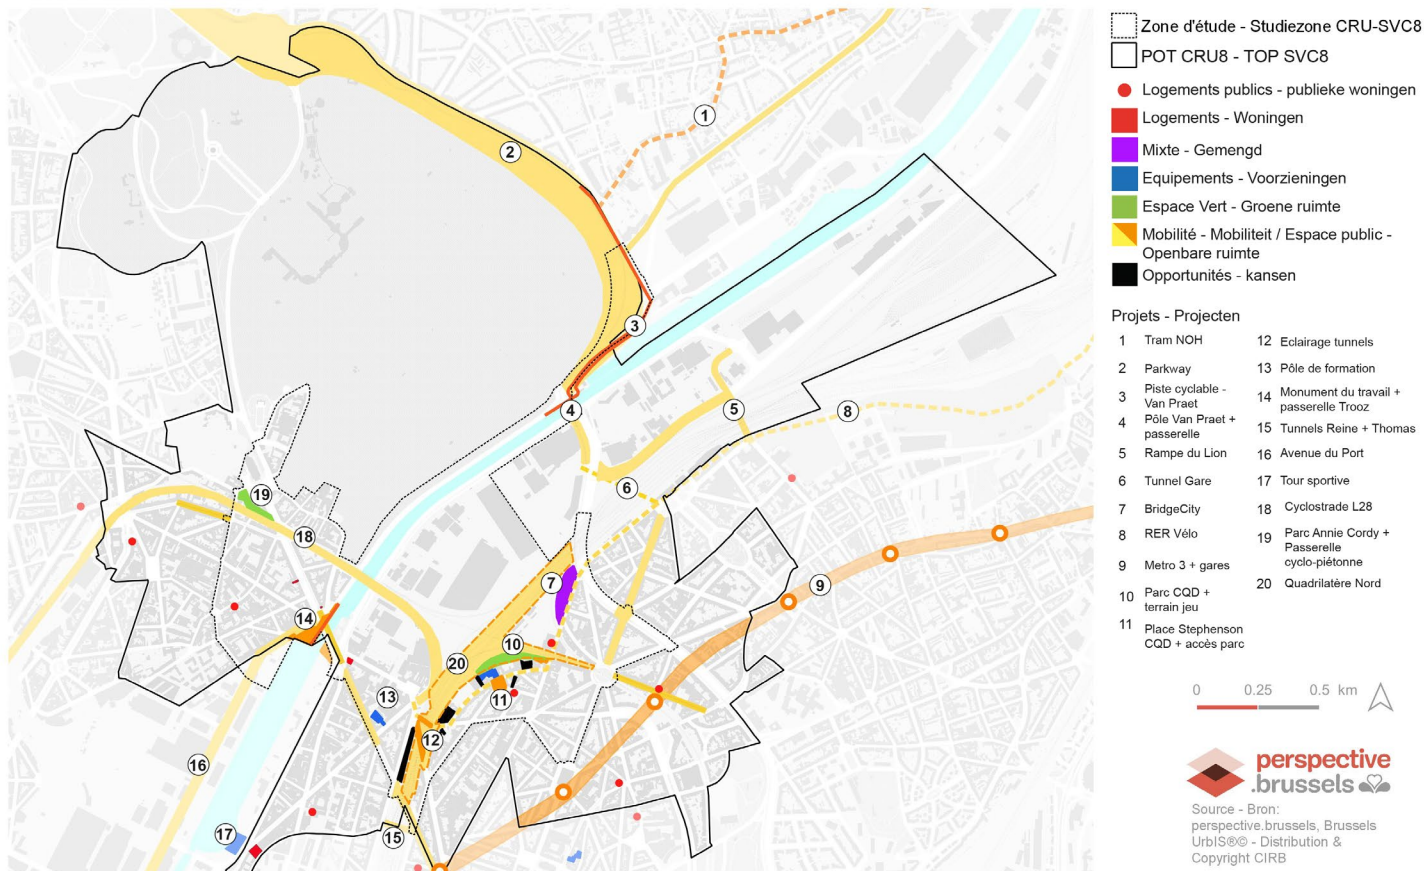 Zone d'étude - Studiezone CRU-SVC8
POT CRU8 - TOP SVC8
Logements publics - publieke woningen
Logements - Woningen
Mixte - Gemengd
Equipements - Voorzieningen
Espace Vert - Groene ruimte
Mobilité - Mobiliteit / Espace public -
Openbare ruimte
Opportunités - kansen
Projets - Projecten
1 Tram NOH
2 Parkway
3 Piste cyclable -
Van Praet
4 Pôle Van Praet +
passerelle
5 Rampe du Lion
6 Tunnel Gare
7 BridgeCity
8 RER Vélo
9 Metro 3 + gares
10 Parc CQD +
terrain jeu
11 Place Stephenson
CQD + accès parc
12 Eclairage tunnels
13 Pôle de formation
14 Monument du travail +
passerelle Trooz
15 Tunnels Reine + Thomas
16 Avenue du Port
17 Tour sportive
18 Cyclostrade L28
19 Parc Annie Cordy +
Passerelle
cyclo-piétonne
20 Quadrilatère Nord
0 0.25 0.5 km
perspective
.brussels
Source - Bron:
perspective.brussels, Brussels
UrbIS®© - Distribution &
Copyright CIRB
1
2
3
4
5
8
6
19
18
7
9
14
10
20
11
13
12
16
17
15